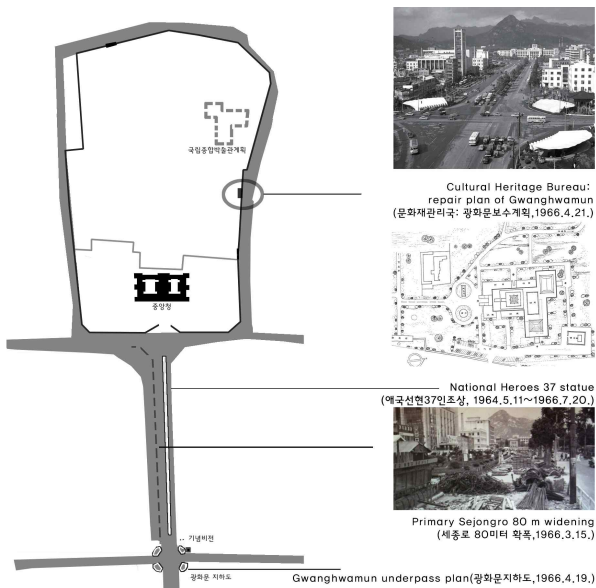 국립종합박물관계획
Cultural Heritage Bureau:
repair plan of Gwanghwamun
(문화재관리국: 광화문보수계획,1966.4.21.)
중앙청
National Heroes 37 statue
(애국선현37인조상, 1964.5.11~1966.7.20.)
Primary Sejongro 80 m widening
(세종로 80미터 확폭,1966.3.15.)
기념비전
광화문 지하도
Gwanghwamun underpass plan(광화문지하도,1966.4.19.)